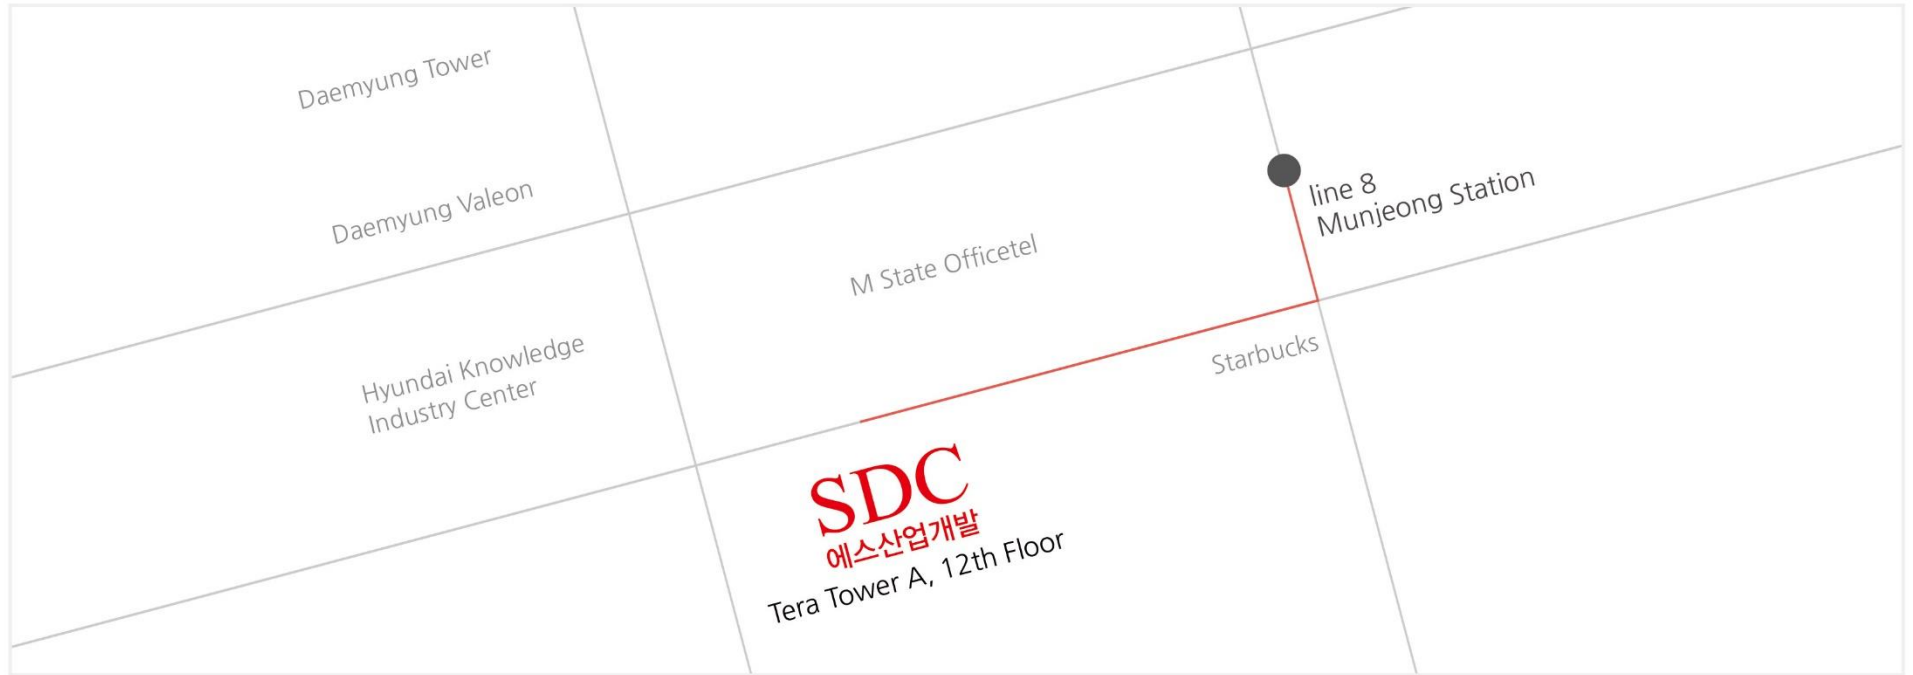 Daemyung Tower
Daemyung Valeon
line 8
Munjeong Station
M State Officetel
Hyundai Knowledge
Industry Center
Starbucks
SDC
에스산업개발
Tera Tower A, 12th Floor